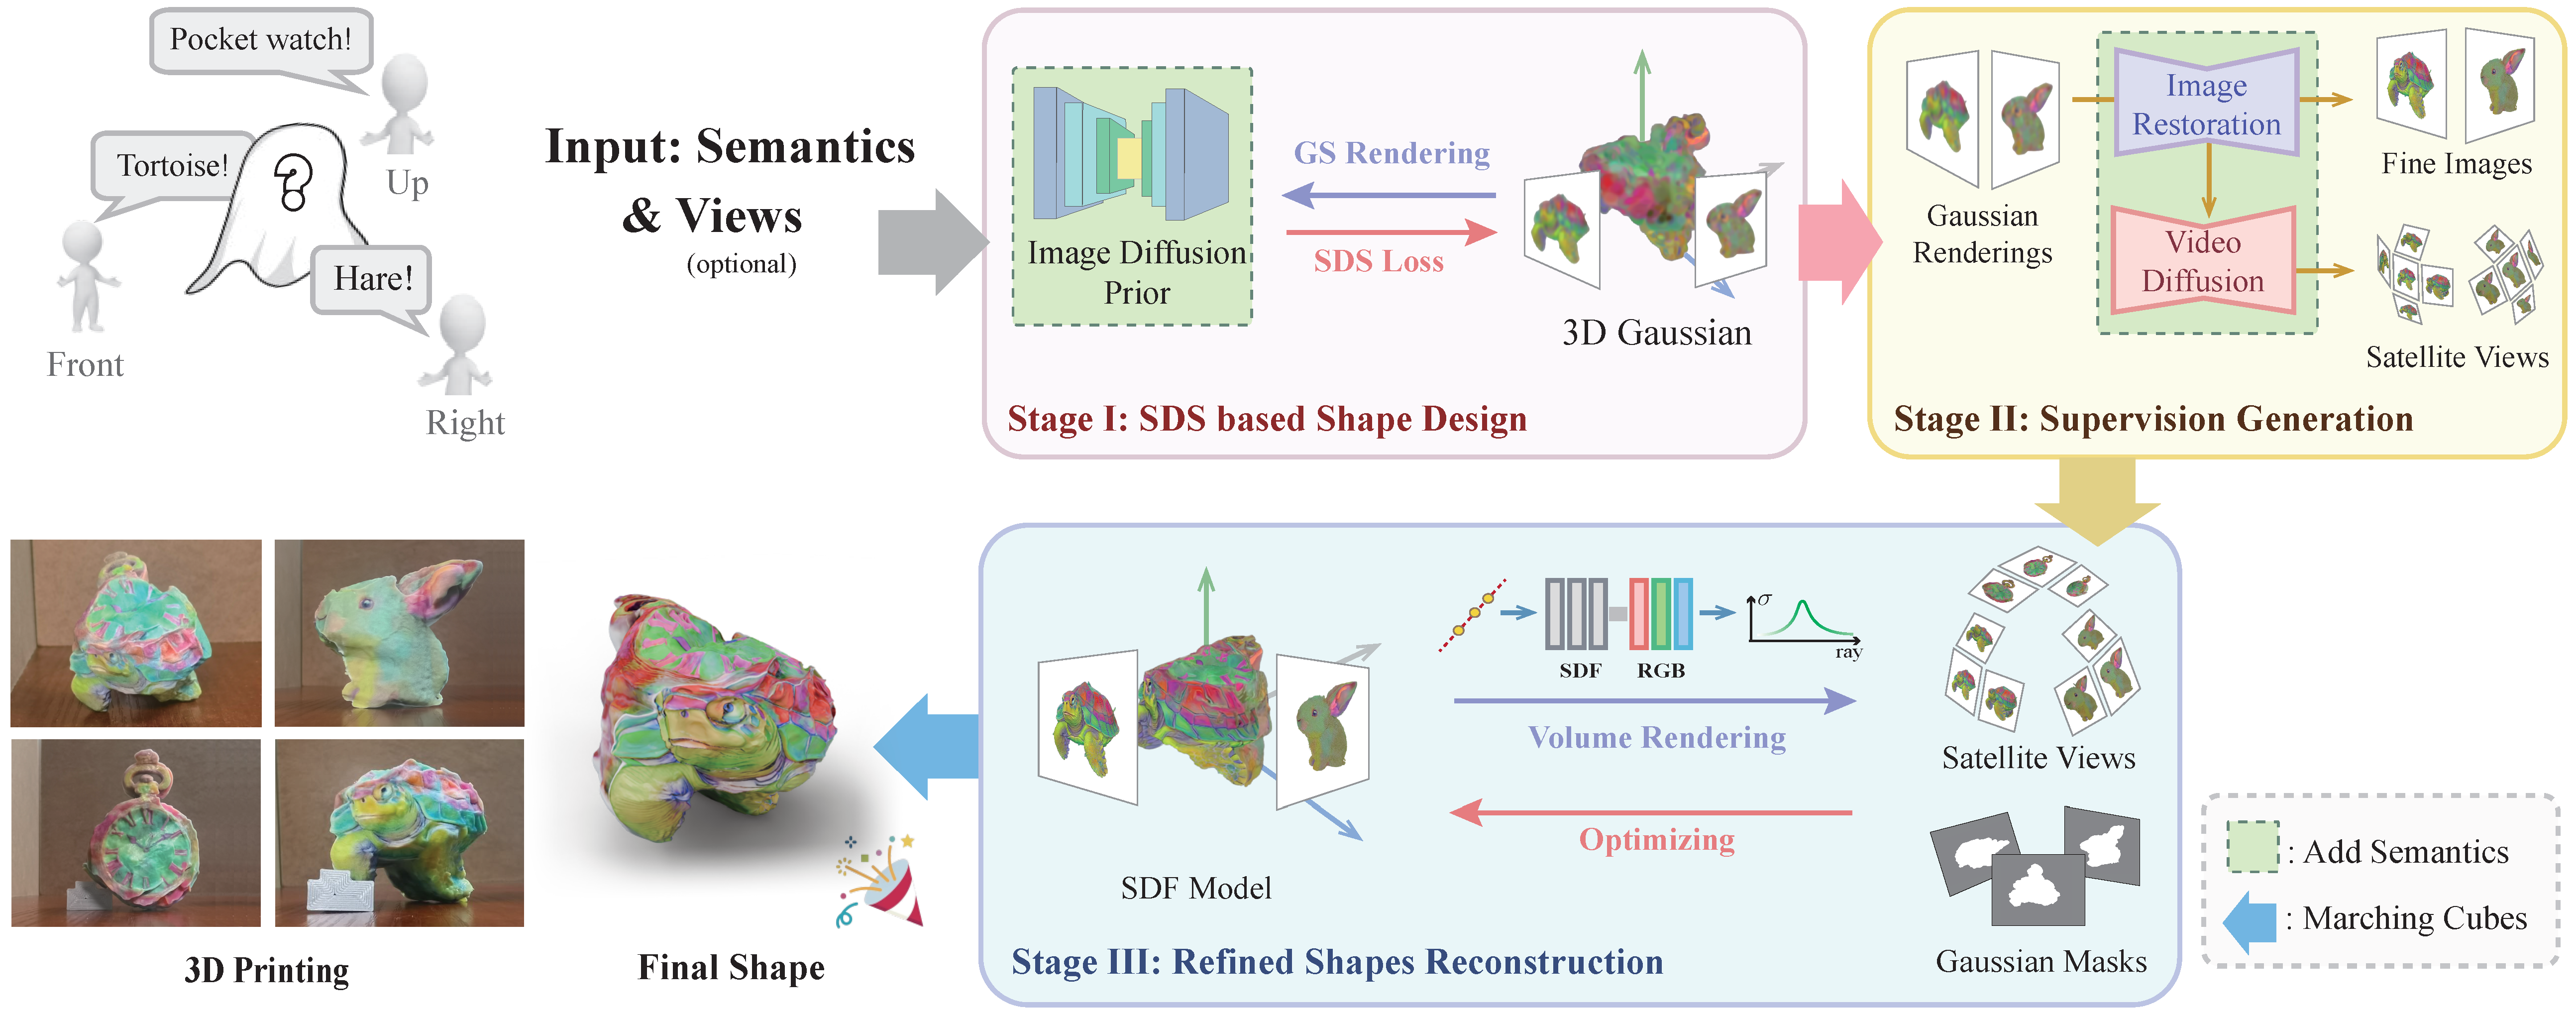 Pocket watch!
Tortoise!
Up
Hare!
Front
Right
Input: Semantics
& Views
(optional)
Image Diffusion
Prior
GS Rendering
SDS Loss
3D Gaussian
Stage I: SDS based Shape Design
Gaussian
Renderings
Image
Restoration
Video
Diffusion
Fine Images
Satellite Views
Stage II: Supervision Generation
3D Printing
Final Shape
SDF Model
SDF
RGB
σ
ray
Volume Rendering
Optimizing
Satellite Views
Gaussian Masks
Stage III: Refined Shapes Reconstruction
: Add Semantics
: Marching Cubes